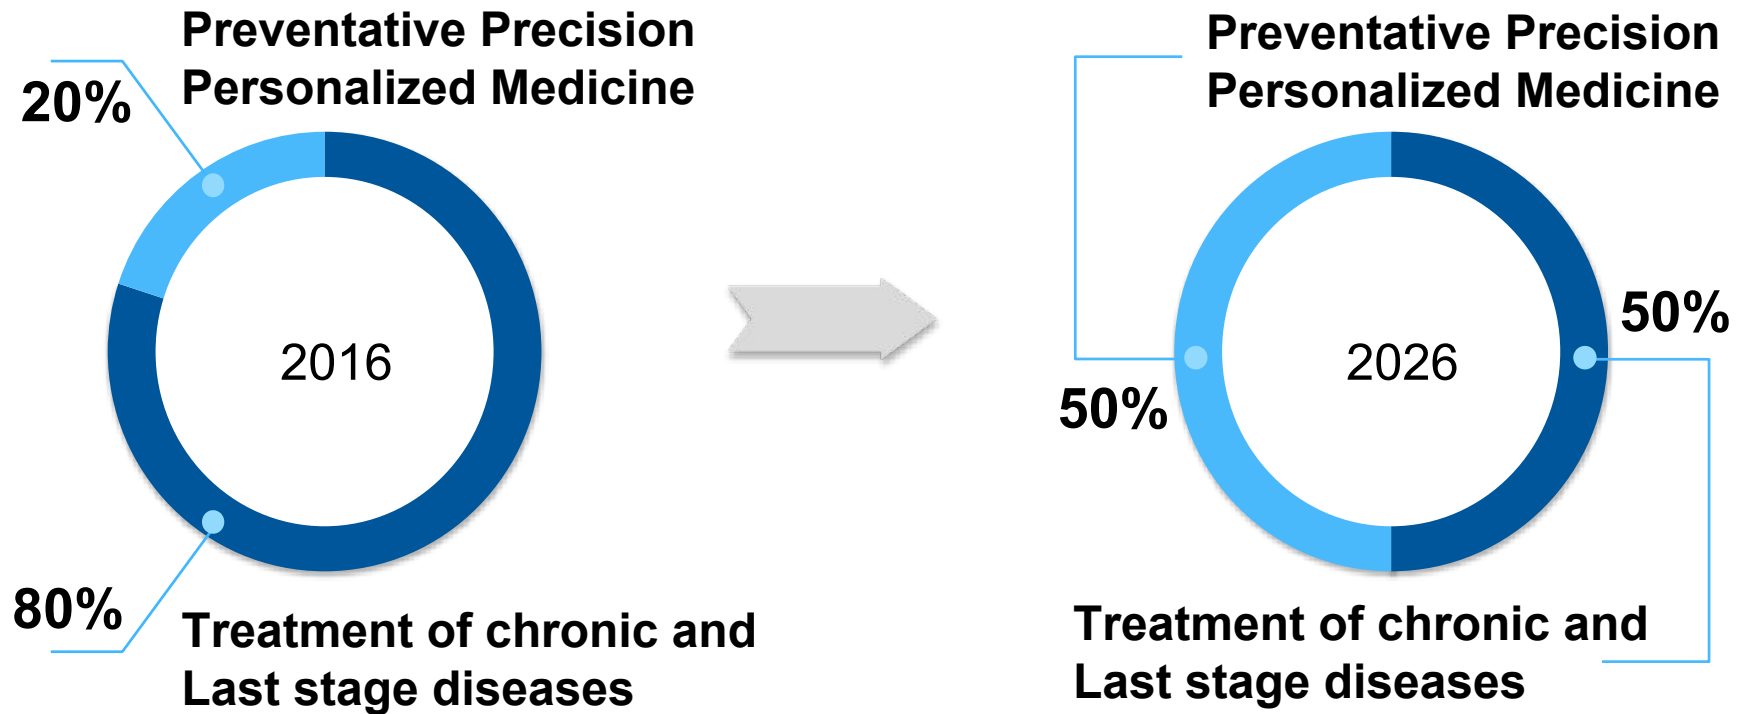 Preventative Precision
Personalized Medicine
20%
2016
80%
Treatment of chronic and
Last stage diseases
Preventative Precision
Personalized Medicine
50%
2026
50%
Treatment of chronic and
Last stage diseases